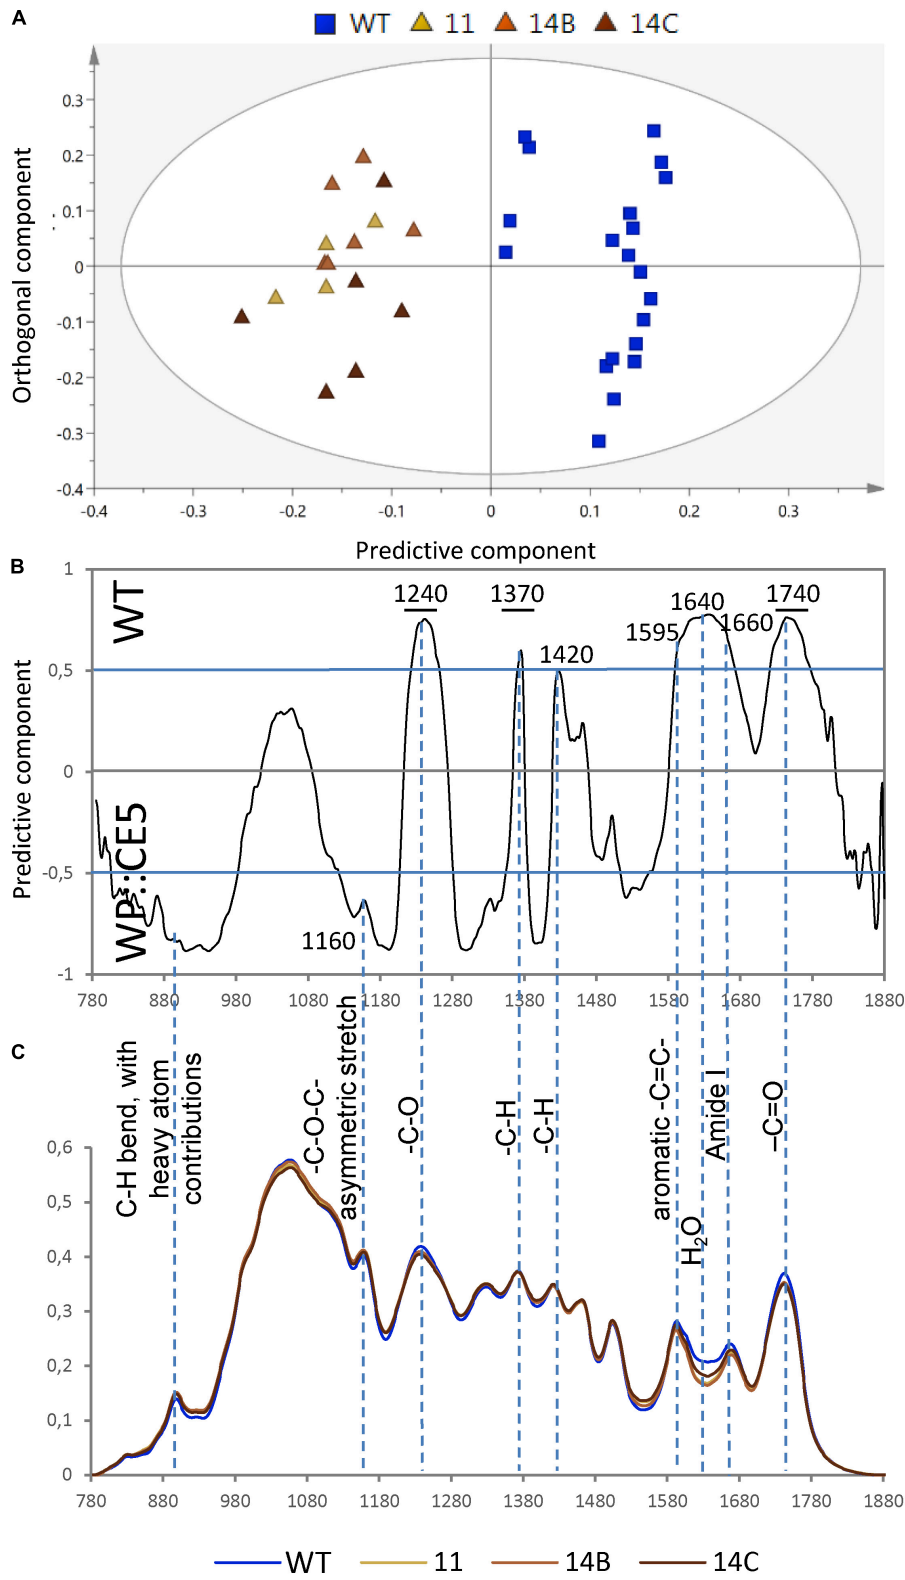 A
WT 11 14B 14C
Orthogonal component
0.3
0.2
0.1
0
-0.1
-0.2
-0.3
-0.4
-0.4 -0.3 -0.2 -0.1 0 0.1 0.2 0.3
Predictive component
B
Predictive component
1
0,5
0
-0,5
-1
WT
WP::CE5
1240
1370
1420
1595
1640
1660
1740
1160
780 880 980 1080 1180 1280 1380 1480 1580 1680 1780 1880
C
C-H bend, with
heavy atom
contributions
-C-O-C-
asymmetric stretch
-C-O
-C-H
-C-H
aromatic -C=C-
H₂O
Amide I
–C=O
0,6
0,5
0,4
0,3
0,2
0,1
0
780 880 980 1080 1180 1280 1380 1480 1580 1680 1780 1880
WT 11 14B 14C